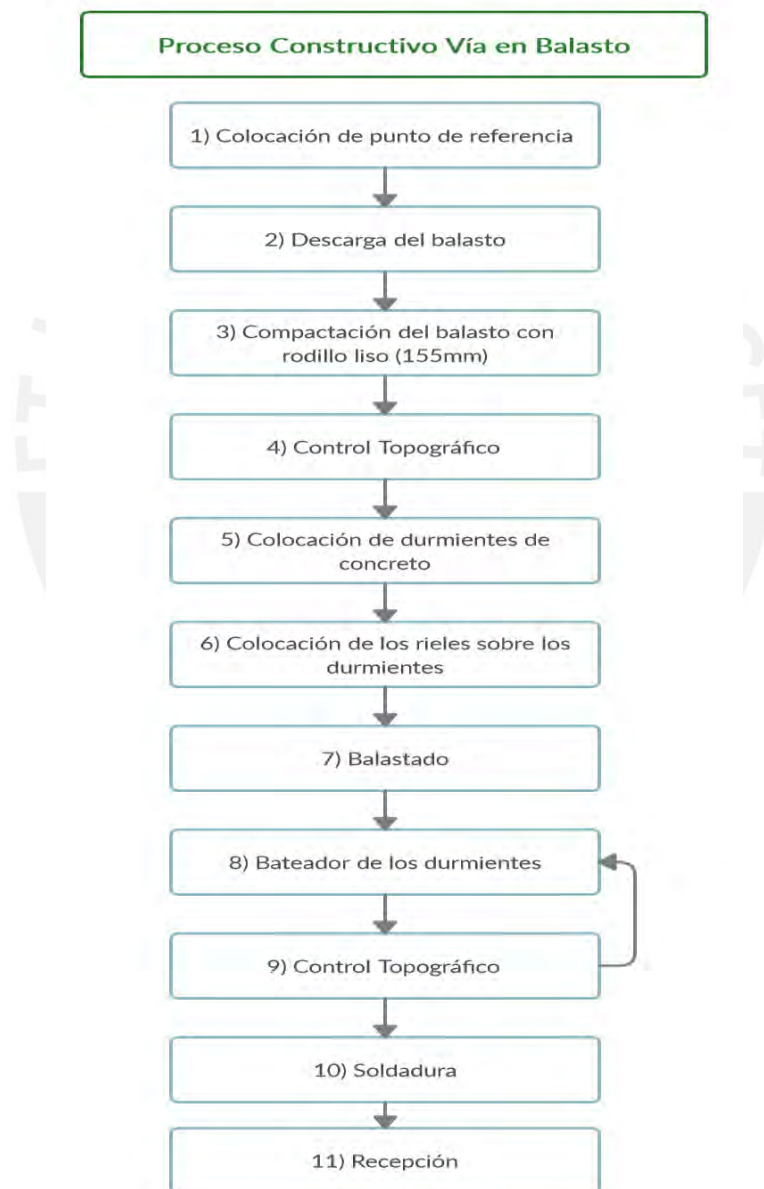 Proceso Constructivo Vía en Balasto
1) Colocación de punto de referencia
2) Descarga del balasto
3) Compactación del balasto con
rodillo liso (155mm)
4) Control Topográfico
5) Colocación de durmientes de
concreto
6) Colocación de los rieles sobre los
durmientes
7) Balastado
8) Bateador de los durmientes
9) Control Topográfico
10) Soldadura
11) Recepción